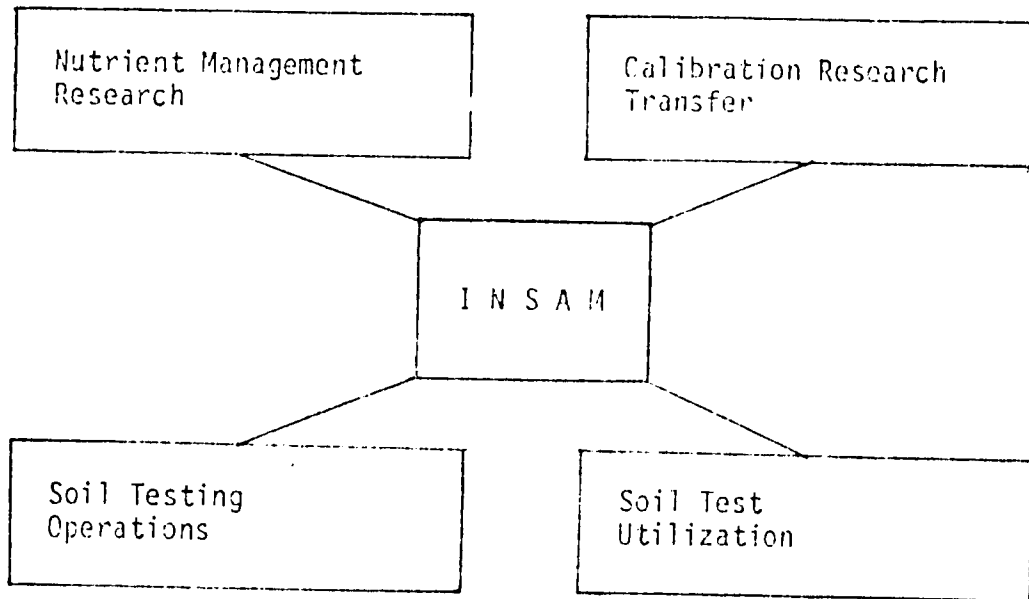 Nutrient Management
Research
Calibration Research
Transfer
I N S A M
Soil Testing
Operations
Soil Test
Utilization